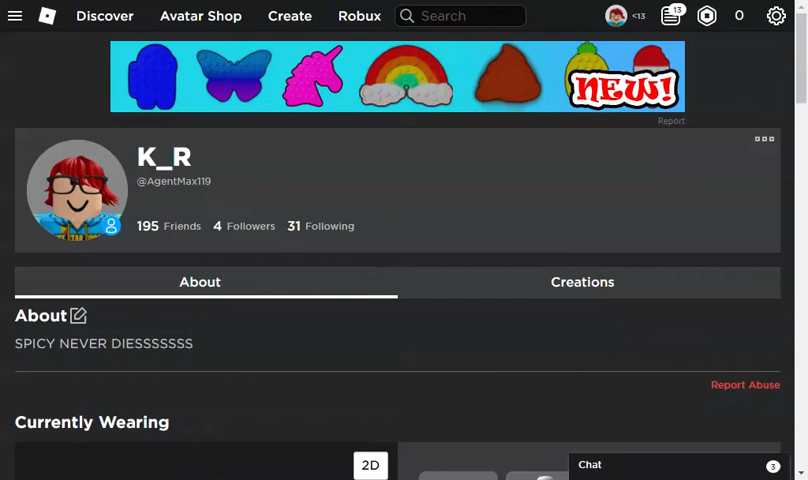 Discover Avatar Shop Create Robux Search <13 13 0
NEW!
Report
K_R
@AgentMax119
195 Friends 4 Followers 31 Following
About Creations
About
SPICY NEVER DIESSSSSSS
Report Abuse
Currently Wearing
2D
Chat 3